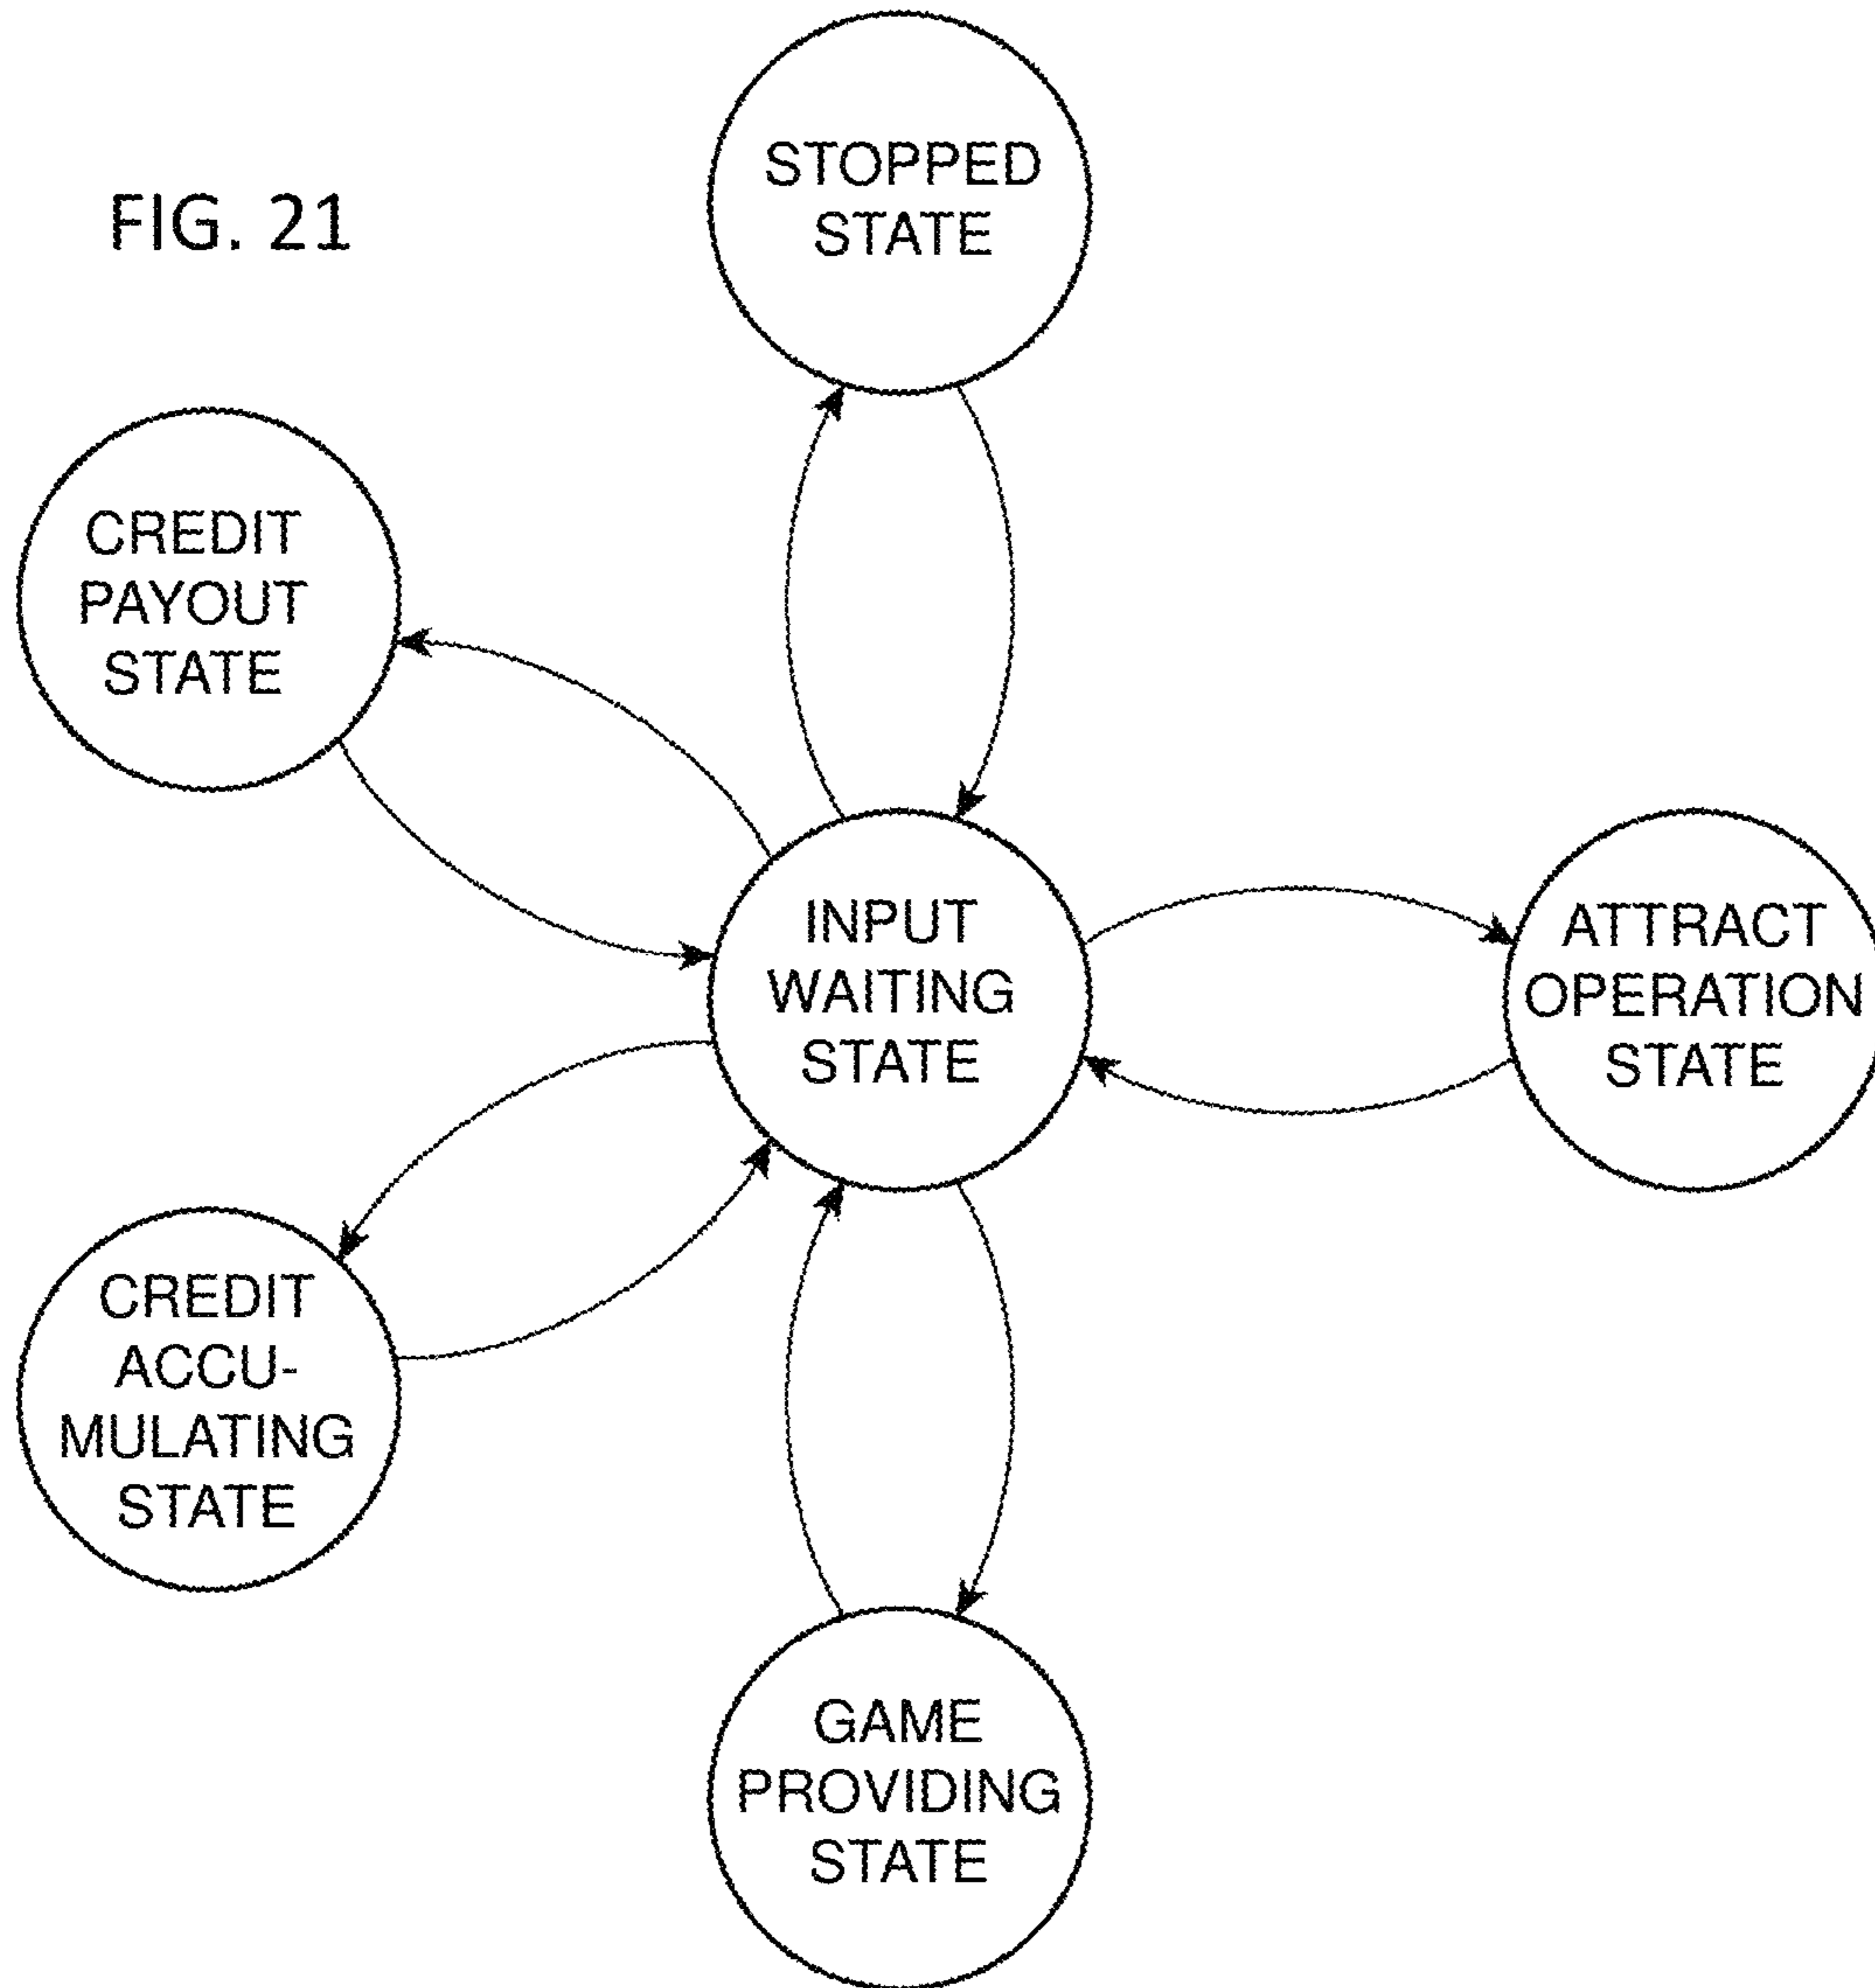 FIG. 21
STOPPED
STATE
CREDIT
PAYOUT
STATE
INPUT
WAITING
STATE
ATTRACT
OPERATION
STATE
CREDIT
ACCU-
MULATING
STATE
GAME
PROVIDING
STATE